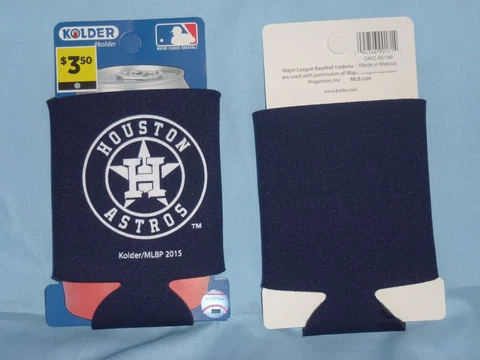 KOLDER
#kolder
MAJOR LEAGUE BASEBALL
$3.50
HOUSTON
H
ASTROS
TM
Kolder/MLBP 2015
Made in Mexico
Major League Baseball
are used with permission of
Properties, Inc.
MLB.com
www.kolder.com